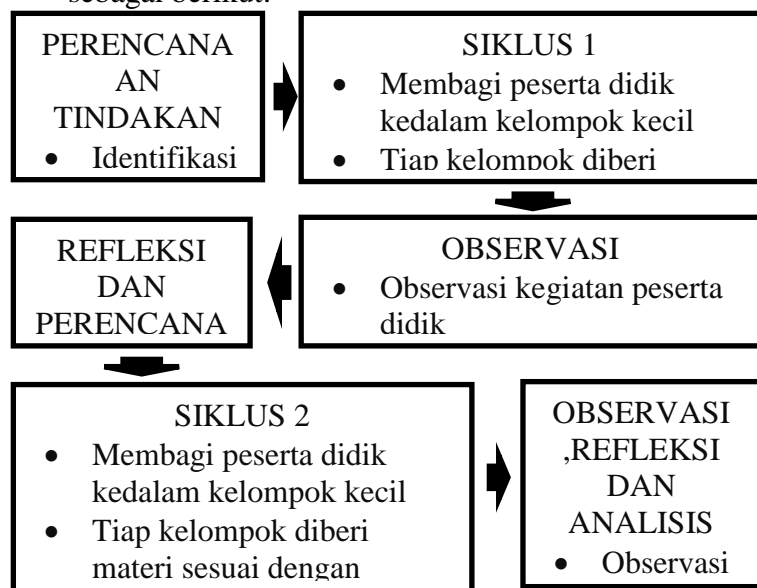 sebagai berikut:
PERENCANA
AN
TINDAKAN
• Identifikasi
SIKLUS 1
• Membagi peserta didik
kedalam kelompok kecil
• Tiap kelompok diberi
REFLEKSI
DAN
PERENCANA
OBSERVASI
• Observasi kegiatan peserta
didik
SIKLUS 2
• Membagi peserta didik
kedalam kelompok kecil
• Tiap kelompok diberi
materi sesuai dengan
OBSERVASI
,REFLEKSI
DAN
ANALISIS
• Observasi